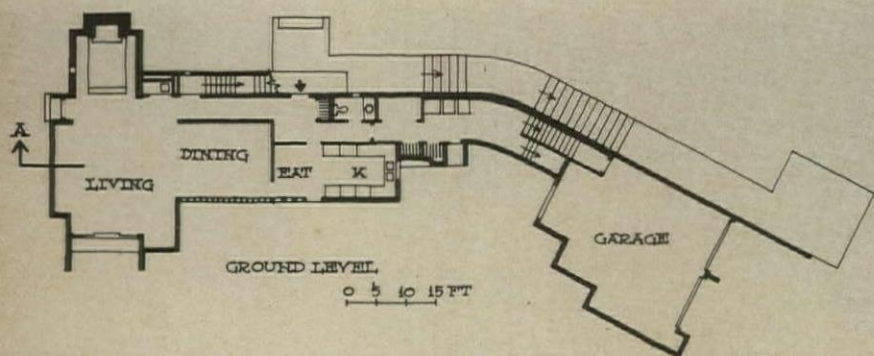 A
DINING
EAT
K
LIVING
GARAGE
GROUND LEVEL
0 5 10 15 FT